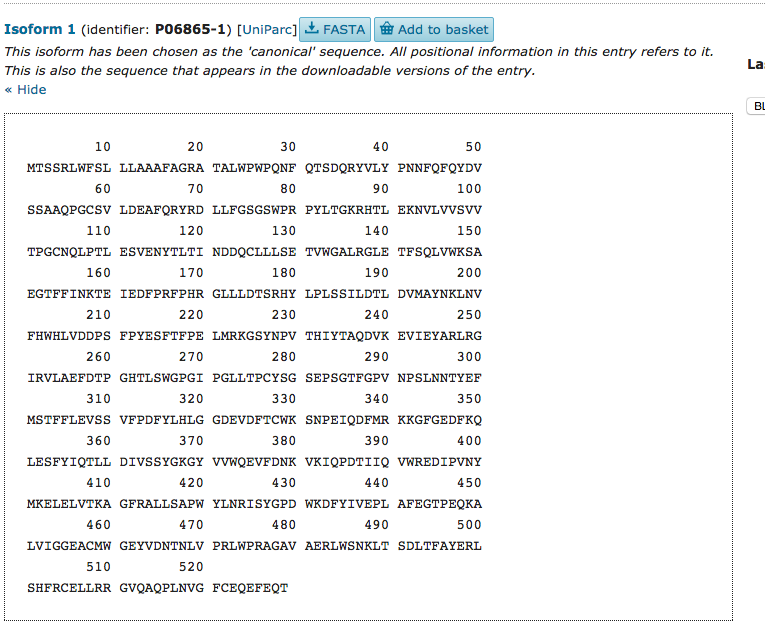 Isoform 1 (identifier: P06865-1) [UniParc] FASTA Add to basket
This isoform has been chosen as the 'canonical' sequence. All positional information in this entry refers to it.
This is also the sequence that appears in the downloadable versions of the entry.
« Hide
10 20 30 40 50
MTSSRLWFSL LLAAAFAGRA TALWPWPQNF QTSDQRYVLY PNNFQFQYDV
60 70 80 90 100
SSAAQPGCSV LDEAFQRYRD LLFGSGSWPR PYLTGKRHTL EKNVLVVSVV
110 120 130 140 150
TPGCNQLPTL ESVENYTLTI NDDQCLLLSE TVWGALRGLE TFSQLVWKSA
160 170 180 190 200
EGTFFINKTE IEDFPRFPHR GLLLDTSRHY LPLSSILDTL DVMAYNKLNV
210 220 230 240 250
FHWHLVDDPS FPYESFTFPE LMRKGSYNPV THIYTAQDVK EVIEYARLRG
260 270 280 290 300
IRVLAEFDTP GHTLSWGPGI PGLLTPCYSG SEPSGTFGPV NPSLNNTYEF
310 320 330 340 350
MSTFFLEVSS VFPDFYLHLG GDEVDFTCWK SNPEIQDFMR KKGFGEDFKQ
360 370 380 390 400
LESFYIQTLL DIVSSYGKGY VVWQEVFDNK VKIQPDTIIQ VWREDIPVNY
410 420 430 440 450
MKELELVTKA GFRALLSAPW YLNRISYGPD WKDFYIVEPL AFEGTPEQKA
460 470 480 490 500
LVIGGEACMW GEYVDNTNLV PRLWPRAGAV AERLWSNKLT SDLTFAYERL
510 520
SHFRCELLRR GVQAQPLNVG FCEQEFEQT